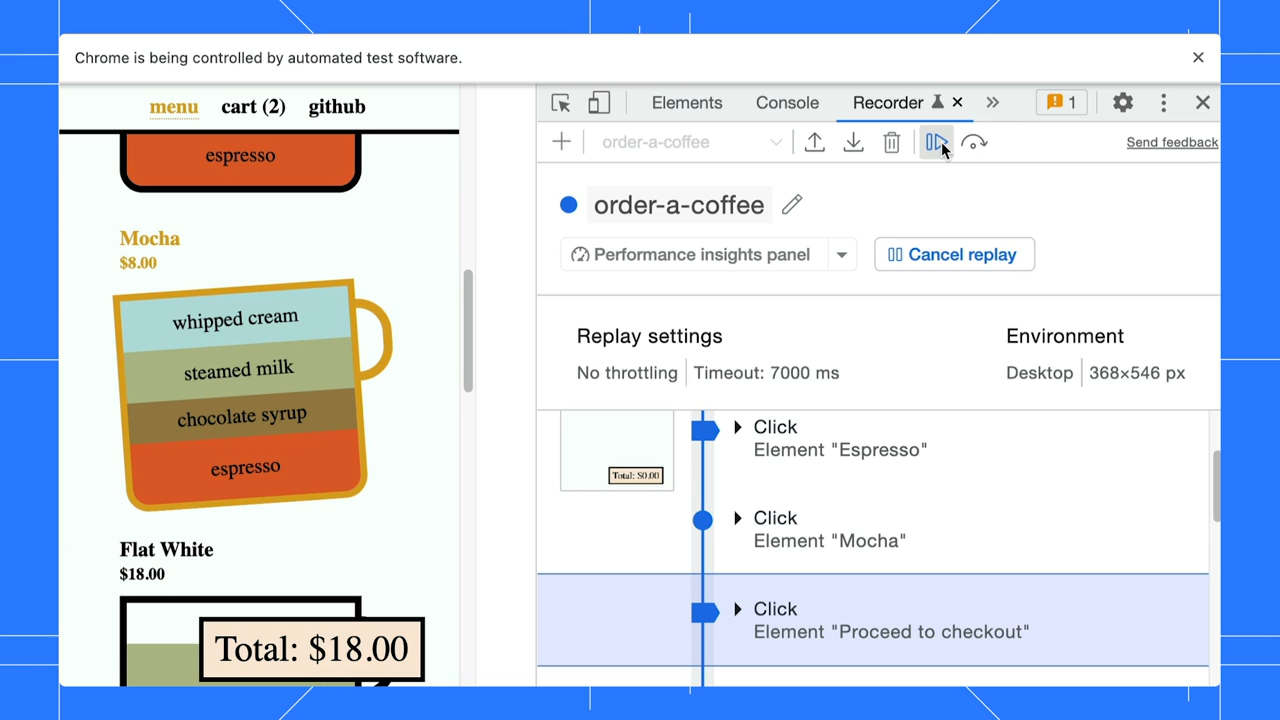 Chrome is being controlled by automated test software.
menu cart (2) github
espresso
Mocha
$8.00
whipped cream
steamed milk
chocolate syrup
espresso
Flat White
$18.00
Total: $18.00
Elements Console Recorder 1
order-a-coffee Send feedback
order-a-coffee
Performance insights panel Cancel replay
Replay settings Environment
No throttling Timeout: 7000 ms Desktop 368×546 px
Total: $0.00
Click
Element "Espresso"
Click
Element "Mocha"
Click
Element "Proceed to checkout"